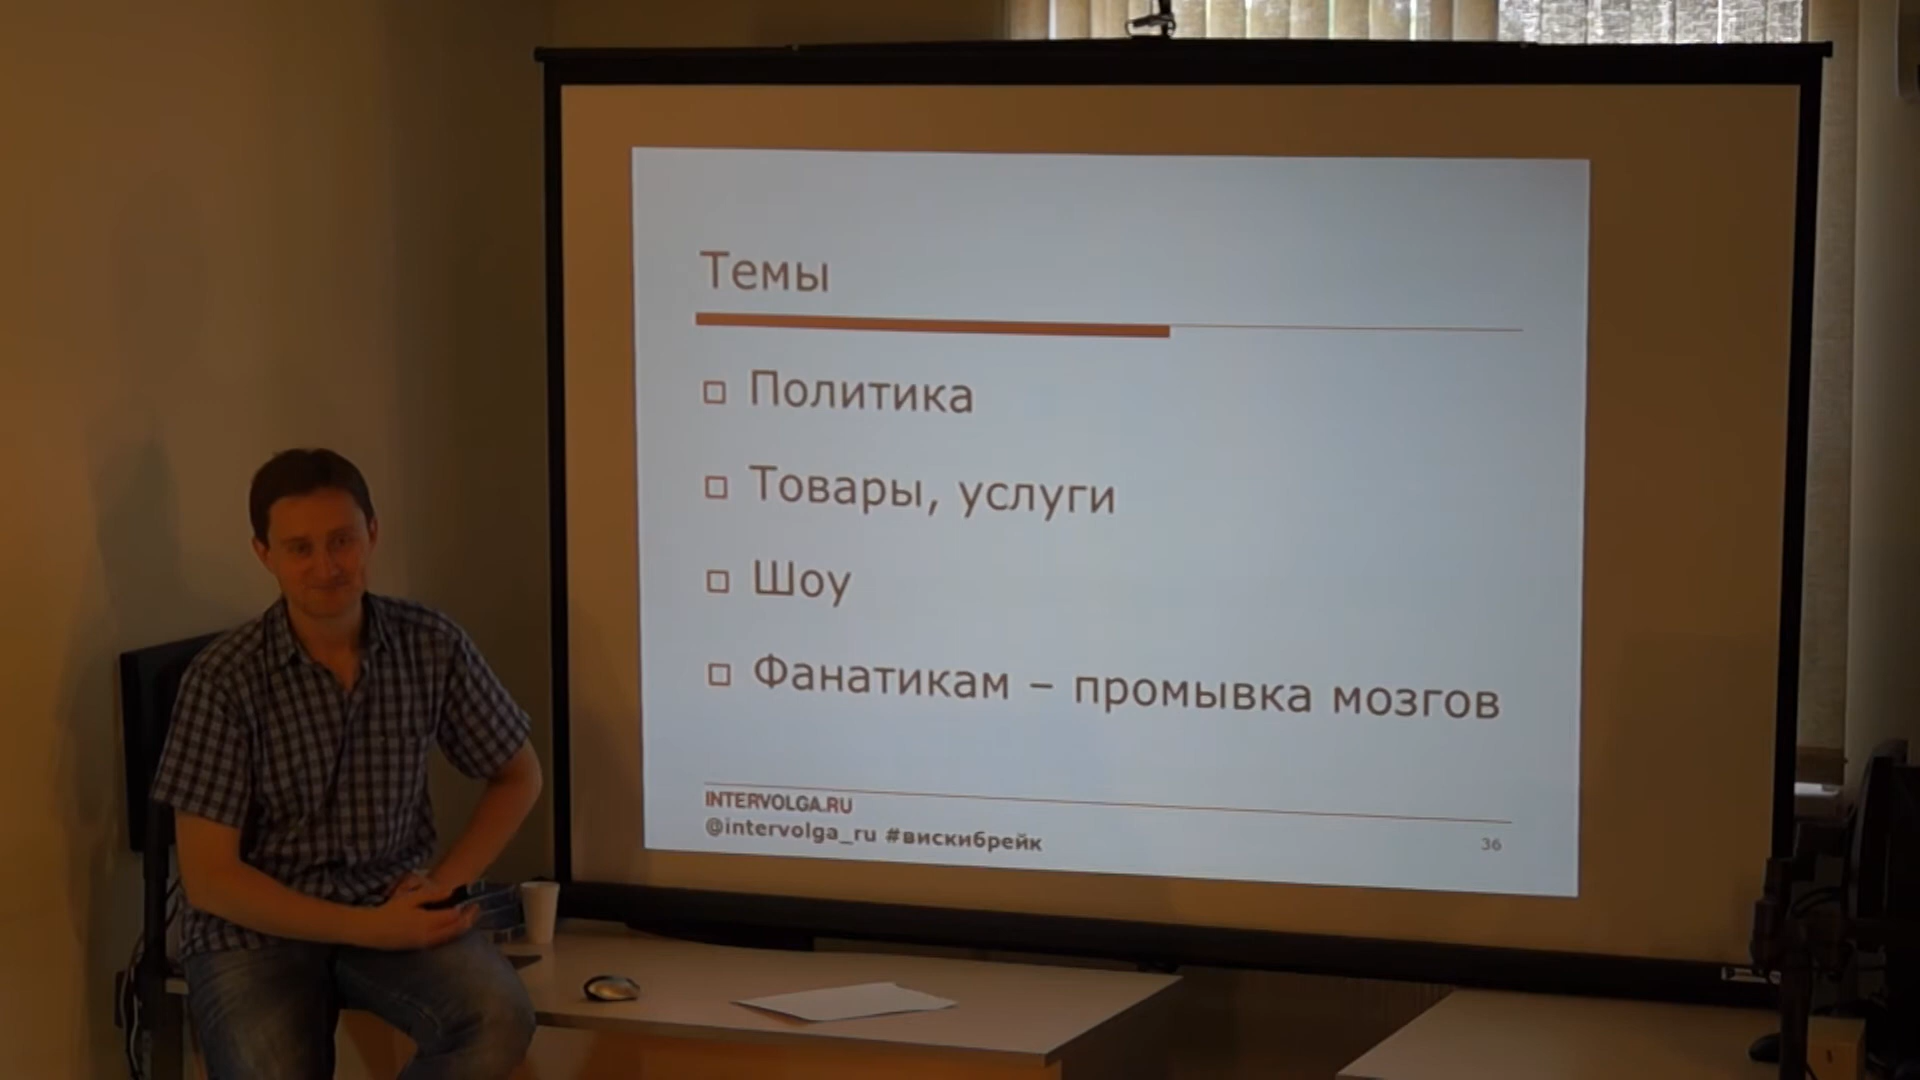 Темы
Политика
Товары, услуги
Шоу
Фанатикам – промывка мозгов
INTERVOLGA.RU
@intervolga_ru #вискибрейк
36